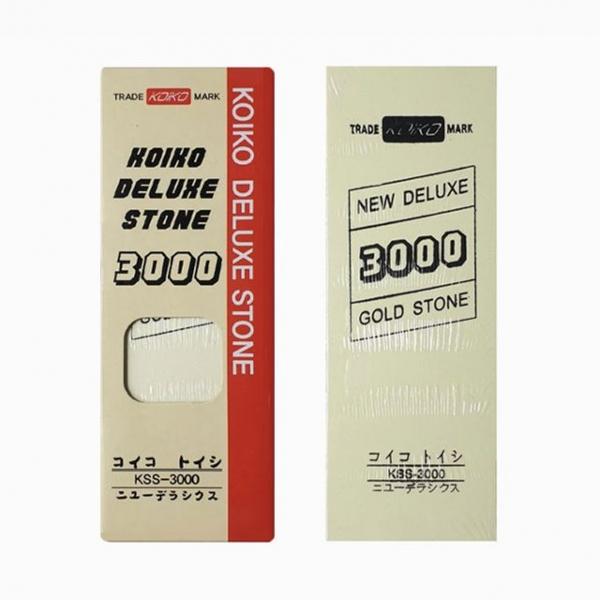 TRADE KOIKO MARK
KOIKO
DELUXE
STONE
3000
GOLD STONE
コイコ トイシ
KSS-3000
ニューデラシクス
KOIKO DELUXE STONE
TRADE KOIKO MARK
NEW DELUXE
3000
GOLD STONE
コイコ トイシ
KSS-3000
ニューデラシクス